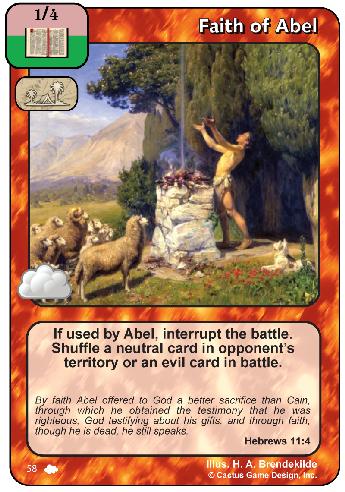 1/4
Faith of Abel
If used by Abel, interrupt the battle.
Shuffle a neutral card in opponent's
territory or an evil card in battle.
By faith Abel offered to God a better sacrifice than Cain,
through which he obtained the testimony that he was
righteous, God testifying about his gifts, and through faith,
though he is dead, he still speaks.
Hebrews 11:4
58
Illus. H. A. Brendekilde
© Cactus Game Design, Inc.